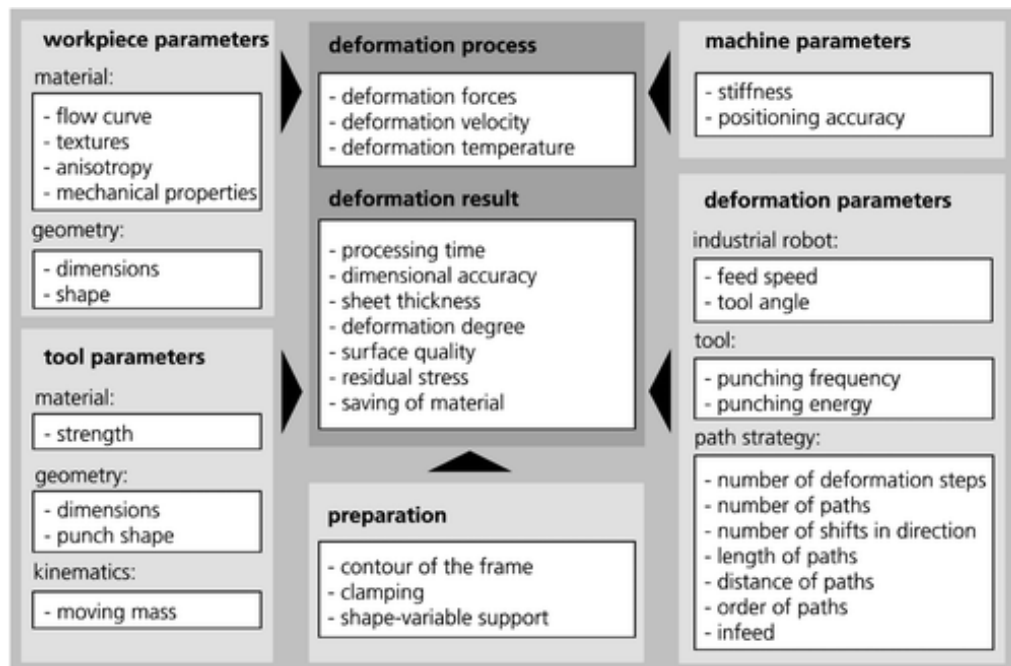 workpiece parameters
material:
- flow curve
- textures
- anisotropy
- mechanical properties
geometry:
- dimensions
- shape
tool parameters
material:
- strength
geometry:
- dimensions
- punch shape
kinematics:
- moving mass
deformation process
- deformation forces
- deformation velocity
- deformation temperature
deformation result
- processing time
- dimensional accuracy
- sheet thickness
- deformation degree
- surface quality
- residual stress
- saving of material
preparation
- contour of the frame
- clamping
- shape-variable support
machine parameters
- stiffness
- positioning accuracy
deformation parameters
industrial robot:
- feed speed
- tool angle
tool:
- punching frequency
- punching energy
path strategy:
- number of deformation steps
- number of paths
- number of shifts in direction
- length of paths
- distance of paths
- order of paths
- infeed